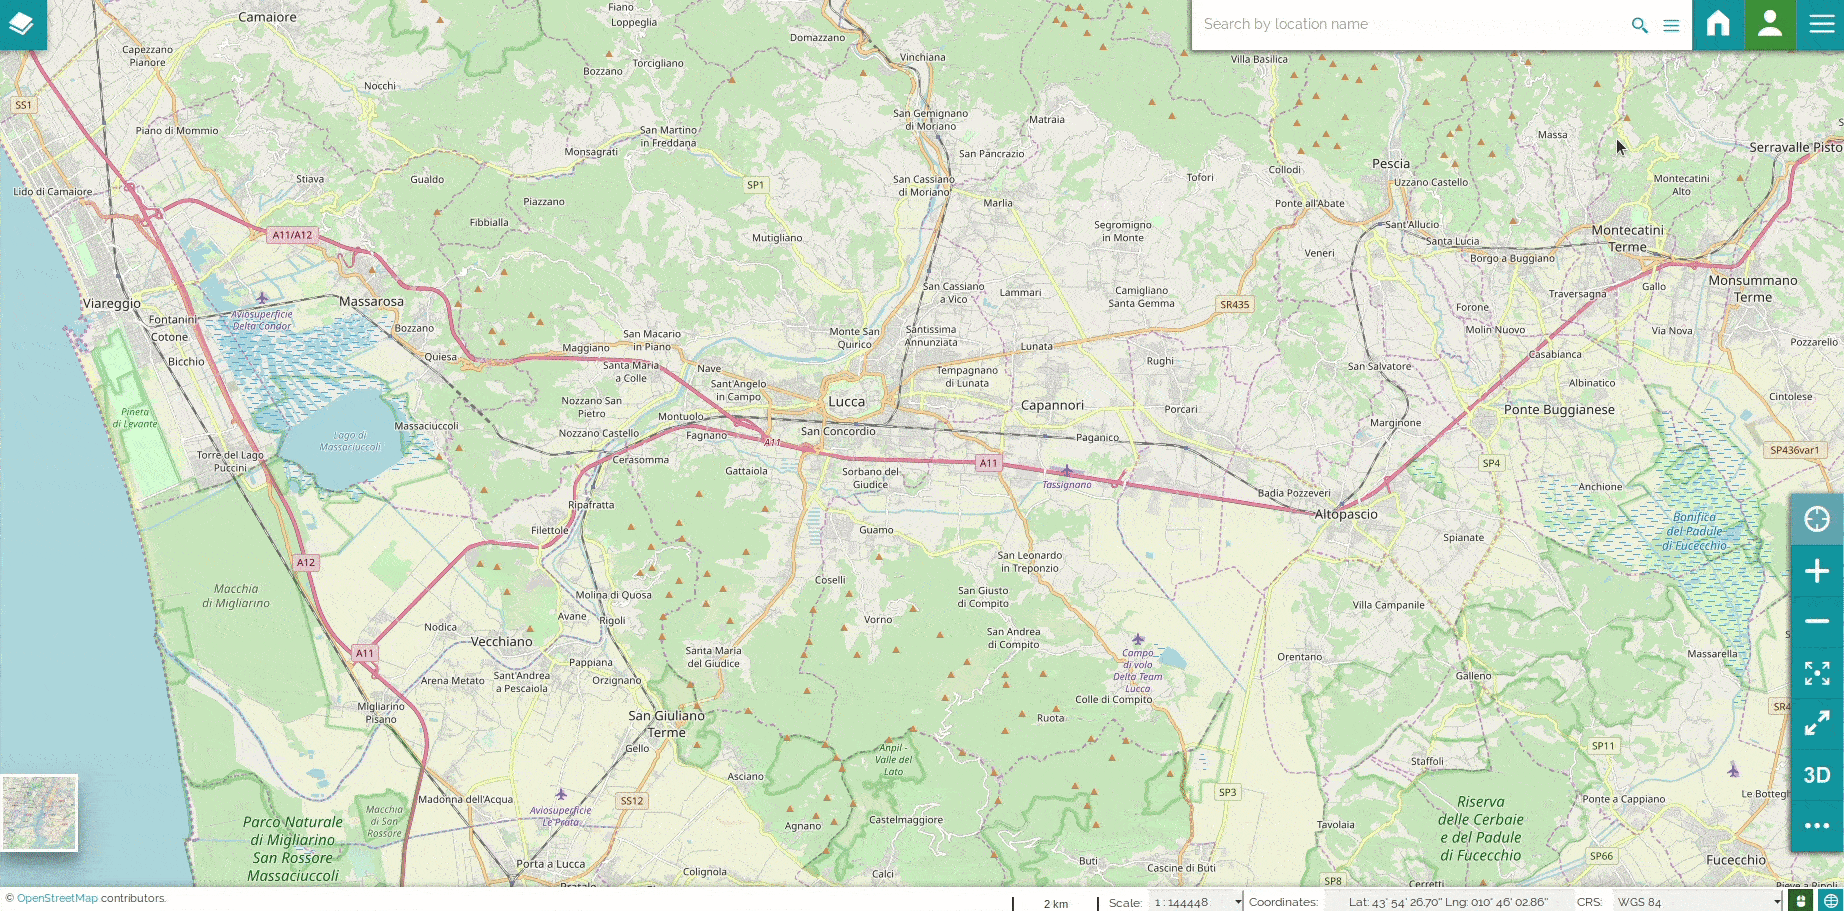 Search by location name
Camaiore
Fiano
Loppeglia
Domazzano
Capezzano
Pianore
Torcigliano
Bozzano
Vinchiana
Villa Basilica
Nocchi
SS1
San Gemignano
di Moriano
Matraia
Piano di Mommio
San Martino
in Freddana
Massa
Monsagrati
San Pancrazio
Serravalle Pisto
Pescia
Stiava
Gualdo
SP1
San Cassiano
di Moriano
Tofori
Collodi
Uzzano Castello
Montecatini
Alto
Lido di Camaiore
Piazzano
Marlia
Ponte all'Abate
Fibbialla
Segromigno
in Monte
Sant'Allucio
Montecatini
Terme
A11/A12
Mutigliano
Santa Lucia
Veneri
Borgo a Buggiano
San Cassiano
a Vico
Lammari
Camigliano
Santa Gemma
Traversagna
Gallo
Monsummano
Terme
Viareggio
Massarosa
SR435
Forone
Aviosuperficie
Delta Condor
Fontanini
Cotone
Bozzano
San Macario
in Piano
Monte San
Quirico
Santissima
Annunziata
Molin Nuovo
Via Nova
Pozzarello
Maggiano
Lunata
Casabianca
Bicchio
Quiesa
Santa Maria
a Colle
Nave
Rughi
San Salvatore
Tempagnano
di Lunata
Sant'Angelo
in Campo
Albinatico
Cintolese
Lucca
Nozzano San
Pietro
Capannori
Porcari
Ponte Buggianese
Pineta
di Levante
Montuolo
Marginone
Massaciuccoli
Lago di
Massaciuccoli
Nozzano Castello
Fagnano
San Concordio
Paganico
A11
SP436var1
Torre del Lago
Puccini
Cerasomma
A11
SP4
Gattaiola
Sorbano del
Giudice
Tassignano
Anchione
Badia Pozzeveri
Ripafratta
Altopascio
Bonifica
del Padule
di Fucecchio
Filettole
Guamo
Spianate
A12
San Leonardo
in Treponzio
Macchia
di Migliarino
Coselli
San Giusto
di Compito
Molina di Quosa
Villa Campanile
Avane
Rigoli
Vorno
Nodica
Vecchiano
San Andrea
di Compito
A11
Santa Maria
del Giudice
Campo
di volo
Delta Team
Lucca
Orentano
Massarella
Pappiana
Arena Metato
Sant'Andrea
a Pescaiola
Orzignano
Galleno
Colle di Compito
Migliarino
Pisano
San Giuliano
Terme
Ruota
SR4
Gello
Anpil -
Valle del
Lato
SP11
Staffoli
Asciano
3D
Madonna dell'Acqua
Aviosuperficie
Le Prata
SS12
SP3
Ponte a Cappiano
Le Bottegh
Macchia
di San
Rossore
Parco Naturale
di Migliarino
San Rossore
Massaciuccoli
Agnano
Castelmaggiore
Tavolaia
Riserva
delle Cerbaie
e del Padule
di Fucecchio
Porta a Lucca
Colignola
Calci
Buti
Cascine di Buti
SP66
Fucecchio
SP8
Cerretti
© OpenStreetMap contributors.
2 km
Scale:
1 : 144448
Coordinates:
Lat: 43° 54' 26.70" Lng: 010° 46' 02.86"
CRS:
WGS 84